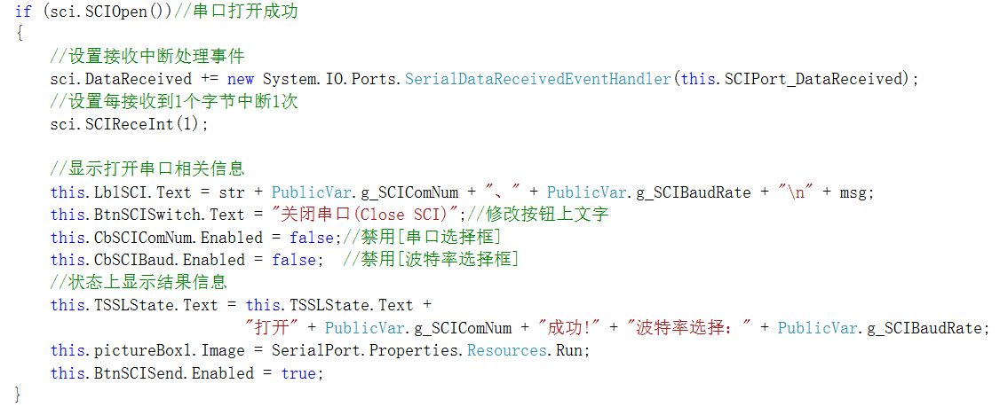 if (sci.SCIOpen())//串口打开成功
{
    //设置接收中断处理事件
    sci.DataReceived += new System.IO.Ports.SerialDataReceivedEventHandler(this.SCIPort_DataReceived);
    //设置每接收到1个字节中断1次
    sci.SCIReceInt(1);

    //显示打开串口相关信息
    this.LblSCI.Text = str + PublicVar.g_SCIComNum + "、" + PublicVar.g_SCIBaudRate + "\n" + msg;
    this.BtnSCISwitch.Text = "关闭串口(Close SCI)";//修改按钮上文字
    this.CbSCIComNum.Enabled = false;//禁用[串口选择框]
    this.CbSCIBaud.Enabled = false;  //禁用[波特率选择框]
    //状态上显示结果信息
    this.TSSLState.Text = this.TSSLState.Text +
                          "打开" + PublicVar.g_SCIComNum + "成功!" + "波特率选择：" + PublicVar.g_SCIBaudRate;
    this.pictureBox1.Image = SerialPort.Properties.Resources.Run;
    this.BtnSCISend.Enabled = true;
}